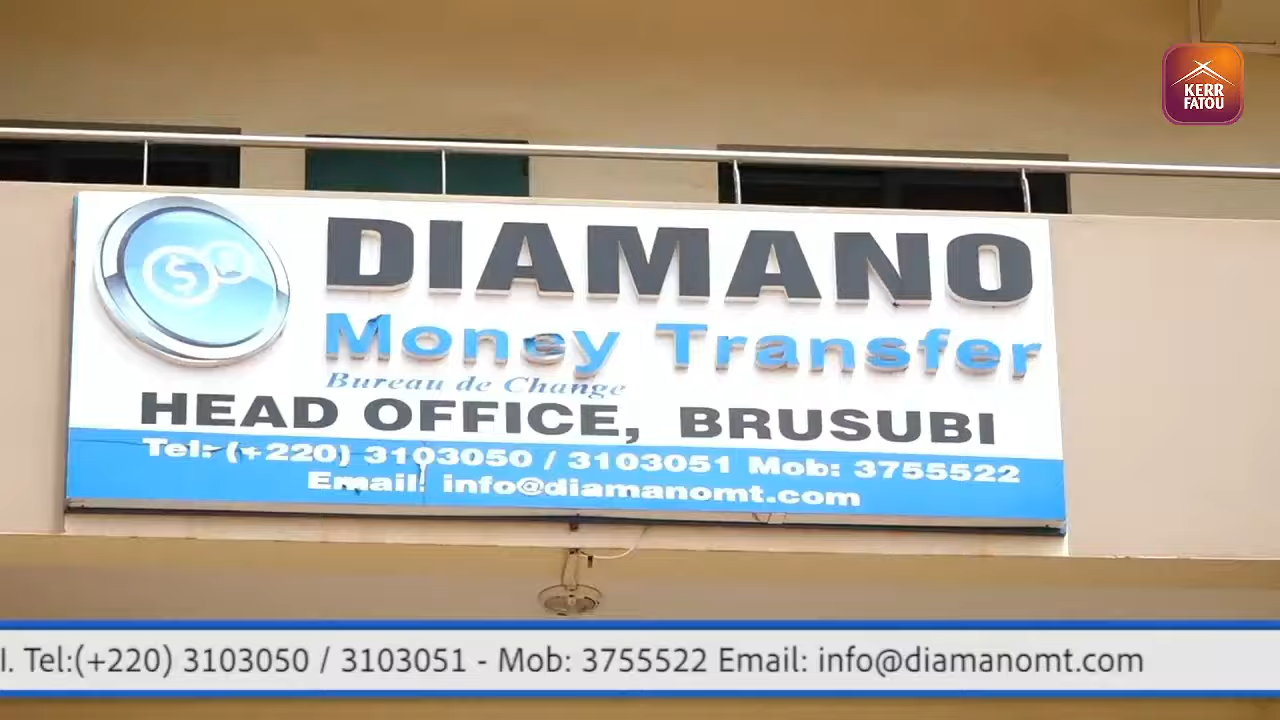 KERR
FATOU
DIAMANO
Money Transfer
Bureau de Change
HEAD OFFICE, BRUSUBI
Tel: (+220) 3103050 / 3103051 Mob: 3755522
Email: info@diamanomt.com
I. Tel:(+220) 3103050 / 3103051 - Mob: 3755522 Email: info@diamanomt.com